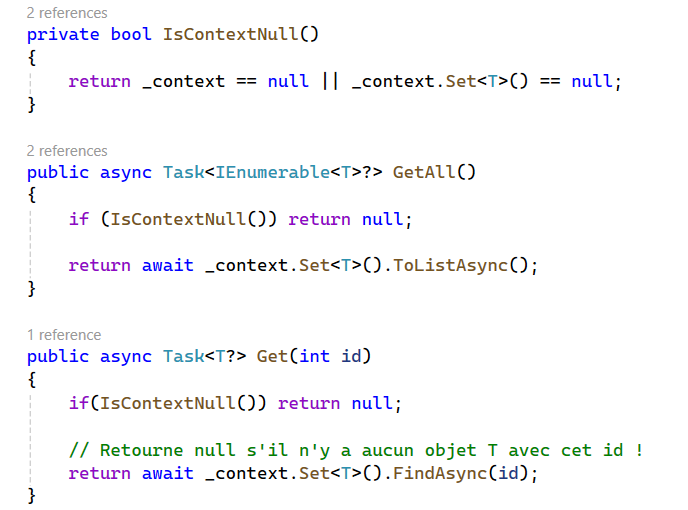 2 references
private bool IsContextNull()
{
    return _context == null || _context.Set<T>() == null;
}
2 references
public async Task<IEnumerable<T>?> GetAll()
{
    if (IsContextNull()) return null;
    return await _context.Set<T>().ToListAsync();
}
1 reference
public async Task<T?> Get(int id)
{
    if(IsContextNull()) return null;
    // Retourne null s'il n'y a aucun objet T avec cet id !
    return await _context.Set<T>().FindAsync(id);
}